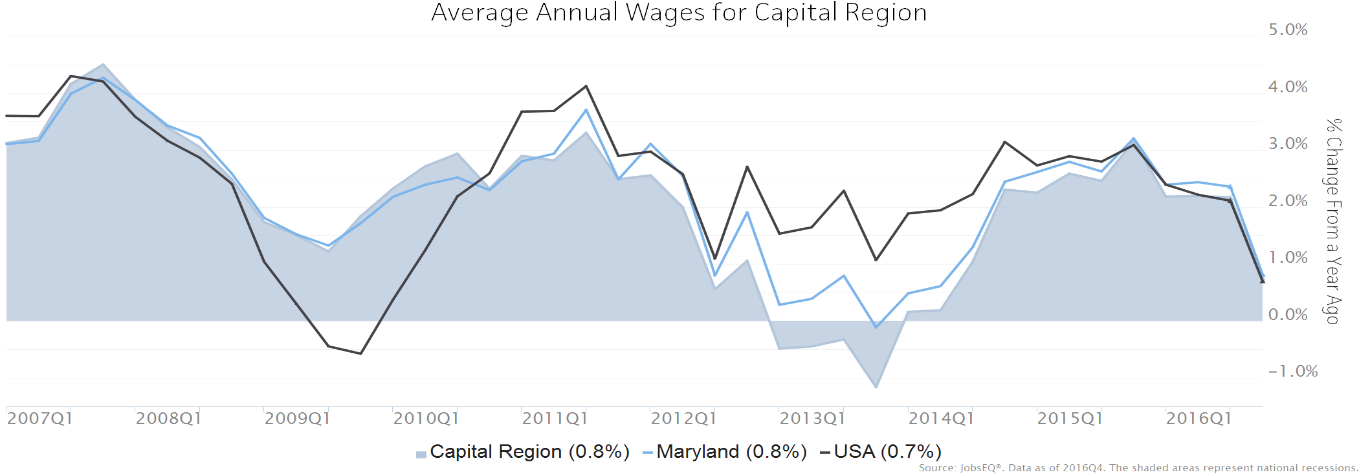 Average Annual Wages for Capital Region
5.0%
4.0%
3.0%
2.0%
1.0%
0.0%
−1.0%
% Change From a Year Ago
2007Q1 2008Q1 2009Q1 2010Q1 2011Q1 2012Q1 2013Q1 2014Q1 2015Q1 2016Q1
Capital Region (0.8%) Maryland (0.8%) USA (0.7%)
Source: JobsEQ®. Data as of 2016Q4. The shaded areas represent national recessions.